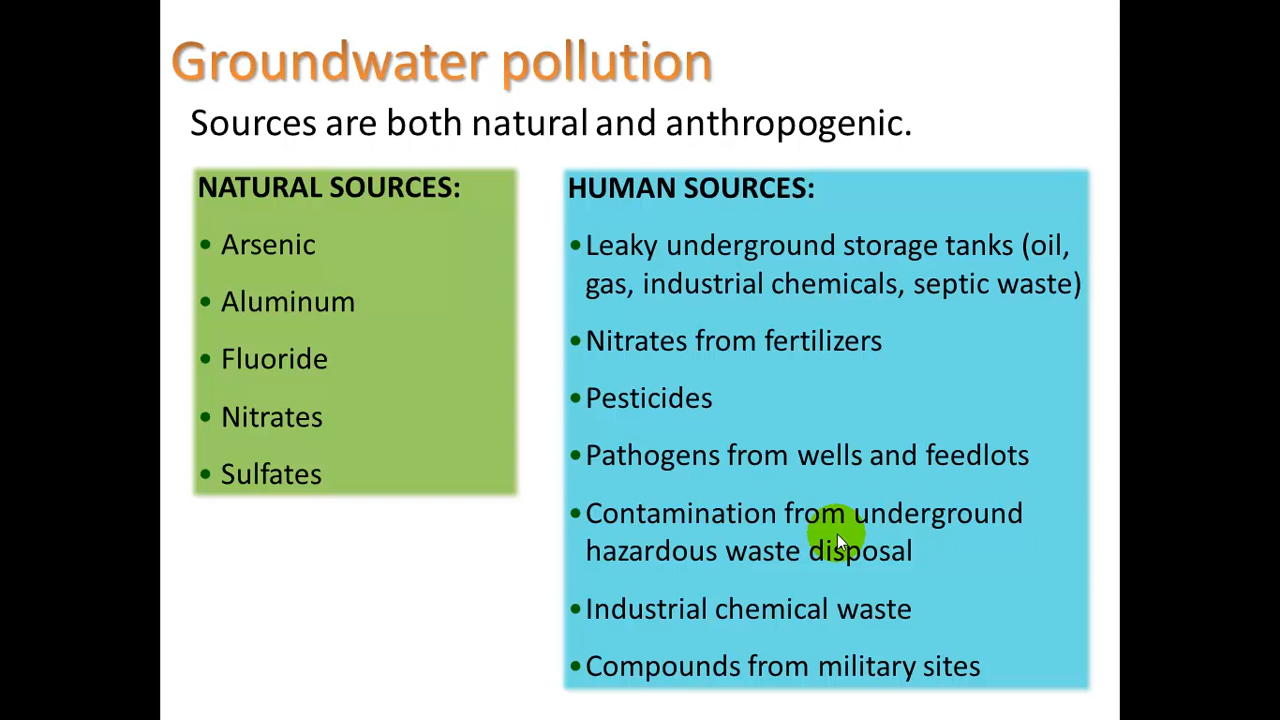 Groundwater pollution
Sources are both natural and anthropogenic.
NATURAL SOURCES:
• Arsenic
• Aluminum
• Fluoride
• Nitrates
• Sulfates
HUMAN SOURCES:
• Leaky underground storage tanks (oil,
gas, industrial chemicals, septic waste)
• Nitrates from fertilizers
• Pesticides
• Pathogens from wells and feedlots
• Contamination from underground
hazardous waste disposal
• Industrial chemical waste
• Compounds from military sites